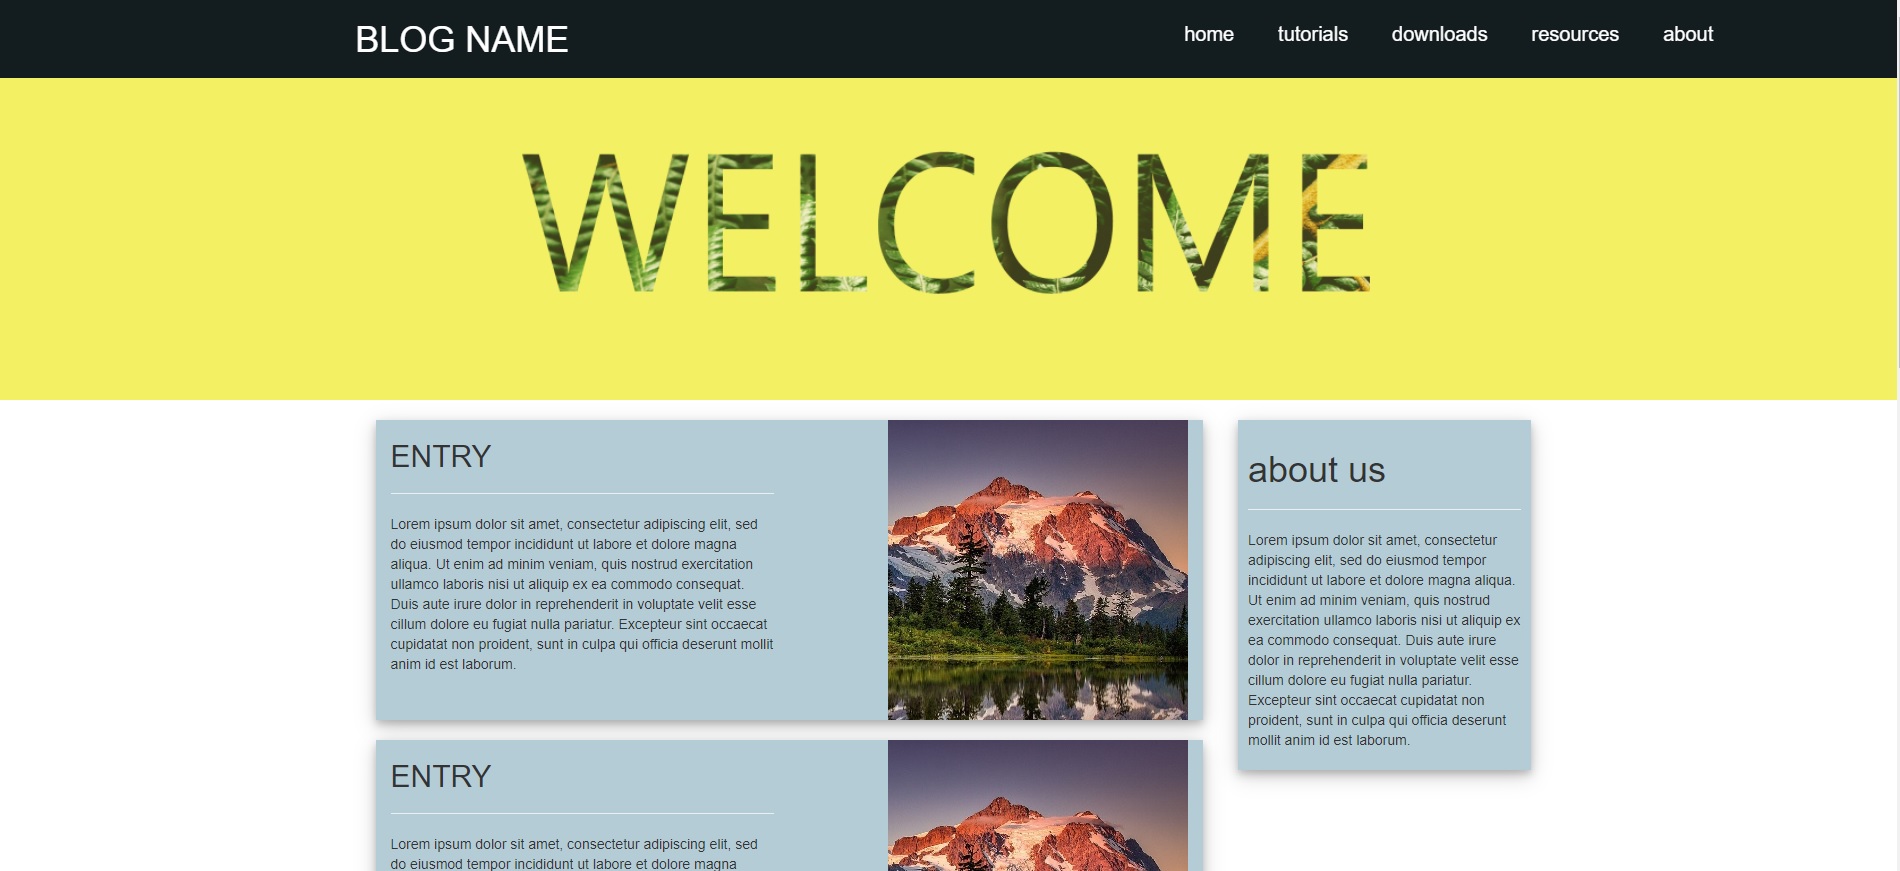 BLOG NAME
home tutorials downloads resources about
WELCOME
ENTRY
Lorem ipsum dolor sit amet, consectetur adipiscing elit, sed
do eiusmod tempor incididunt ut labore et dolore magna
aliqua. Ut enim ad minim veniam, quis nostrud exercitation
ullamco laboris nisi ut aliquip ex ea commodo consequat.
Duis aute irure dolor in reprehenderit in voluptate velit esse
cillum dolore eu fugiat nulla pariatur. Excepteur sint occaecat
cupidatat non proident, sunt in culpa qui officia deserunt mollit
anim id est laborum.
ENTRY
Lorem ipsum dolor sit amet, consectetur adipiscing elit, sed
do eiusmod tempor incididunt ut labore et dolore magna
about us
Lorem ipsum dolor sit amet, consectetur
adipiscing elit, sed do eiusmod tempor
incididunt ut labore et dolore magna aliqua.
Ut enim ad minim veniam, quis nostrud
exercitation ullamco laboris nisi ut aliquip ex
ea commodo consequat. Duis aute irure
dolor in reprehenderit in voluptate velit esse
cillum dolore eu fugiat nulla pariatur.
Excepteur sint occaecat cupidatat non
proident, sunt in culpa qui officia deserunt
mollit anim id est laborum.